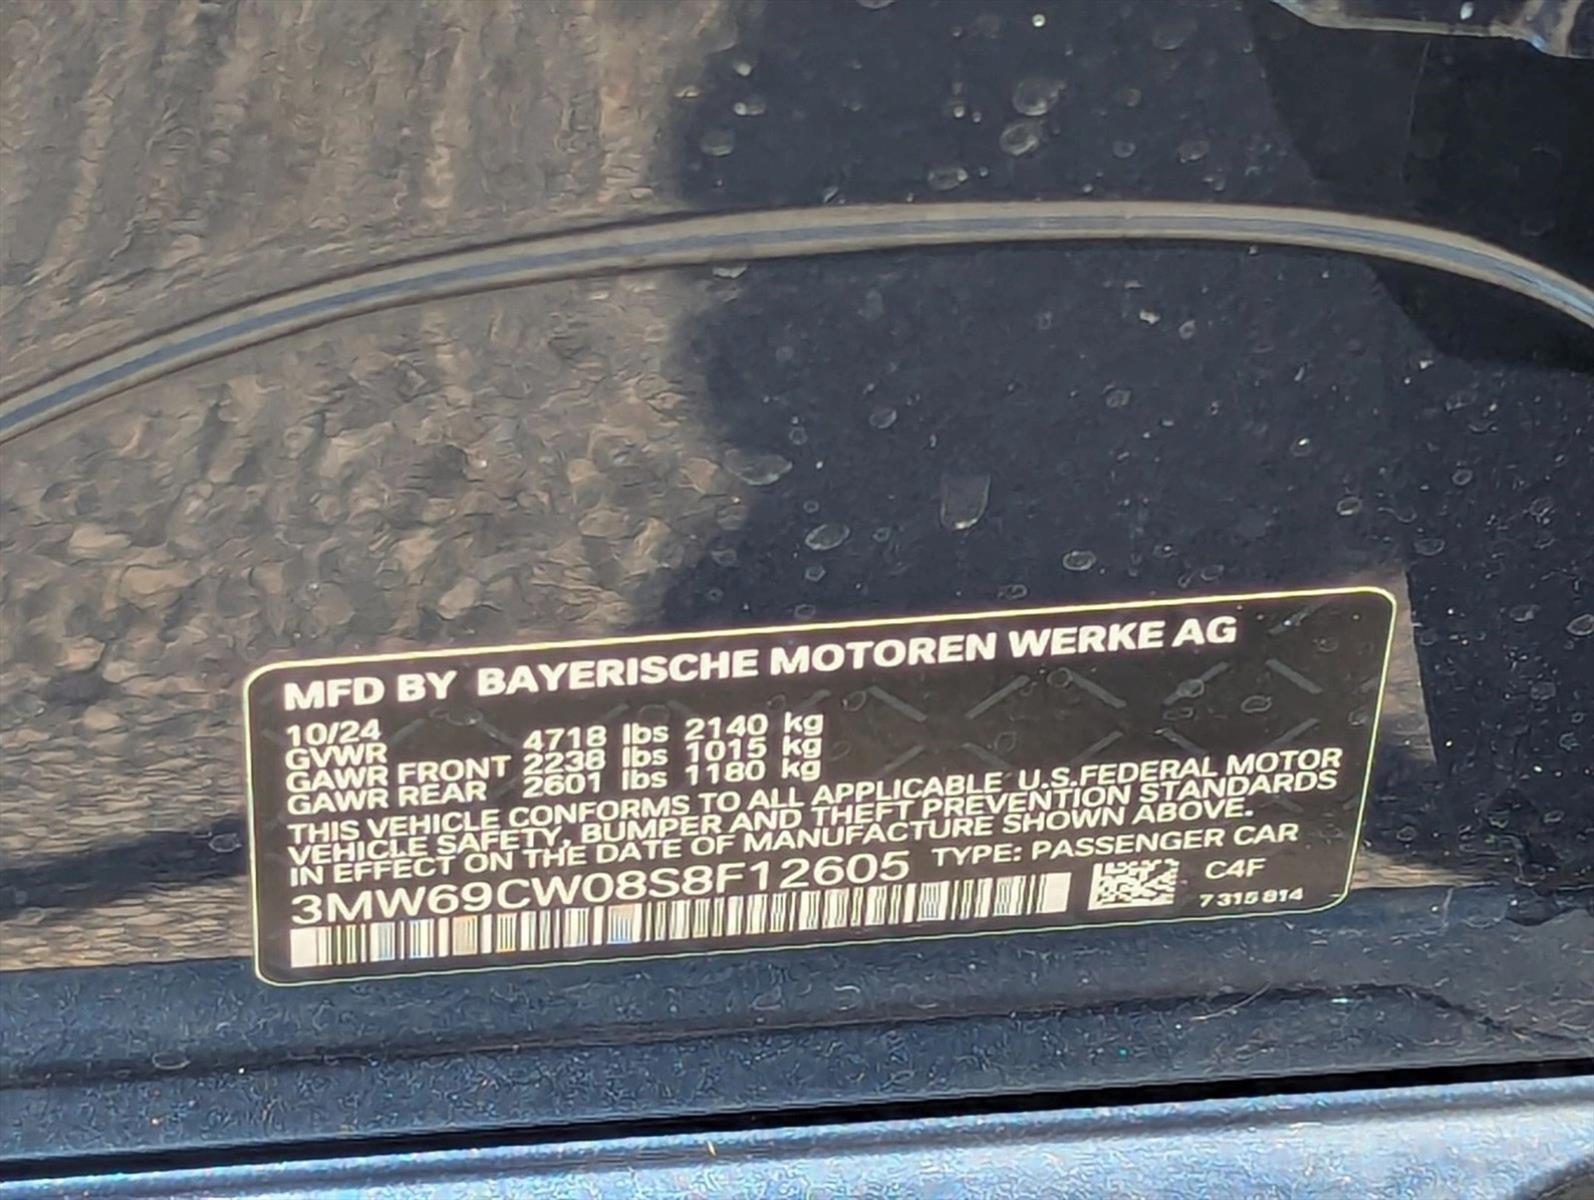 MFD BY BAYERISCHE MOTOREN WERKE AG
10/24
GVWR 4718 lbs 2140 kg
GAWR FRONT 2238 lbs 1015 kg
GAWR REAR 2601 lbs 1180 kg
THIS VEHICLE CONFORMS TO ALL APPLICABLE U.S.FEDERAL MOTOR
VEHICLE SAFETY, BUMPER AND THEFT PREVENTION STANDARDS
IN EFFECT ON THE DATE OF MANUFACTURE SHOWN ABOVE.
3MW69CW08S8F12605 TYPE: PASSENGER CAR
C4F
7 315 814